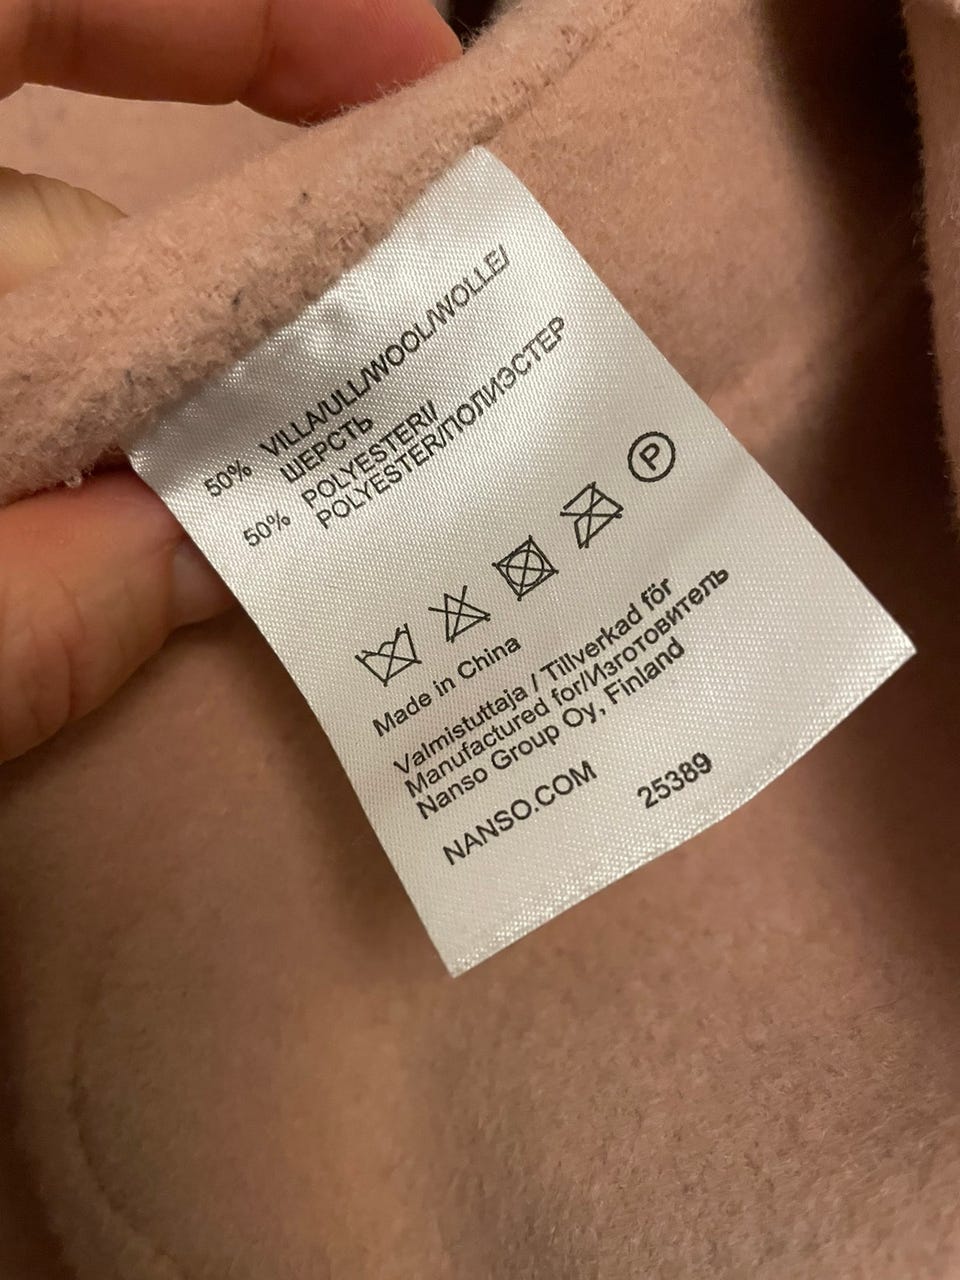 50% VILLA/ULL/WOOL/WOLLE/
ШЕРСТЬ
50% POLYESTERI/
POLYESTER/ПОЛИЭСТЕР
P
Made in China
Valmistuttaja / Tillverkad för
Manufactured for/Изготовитель
Nanso Group Oy, Finland
NANSO.COM 25389